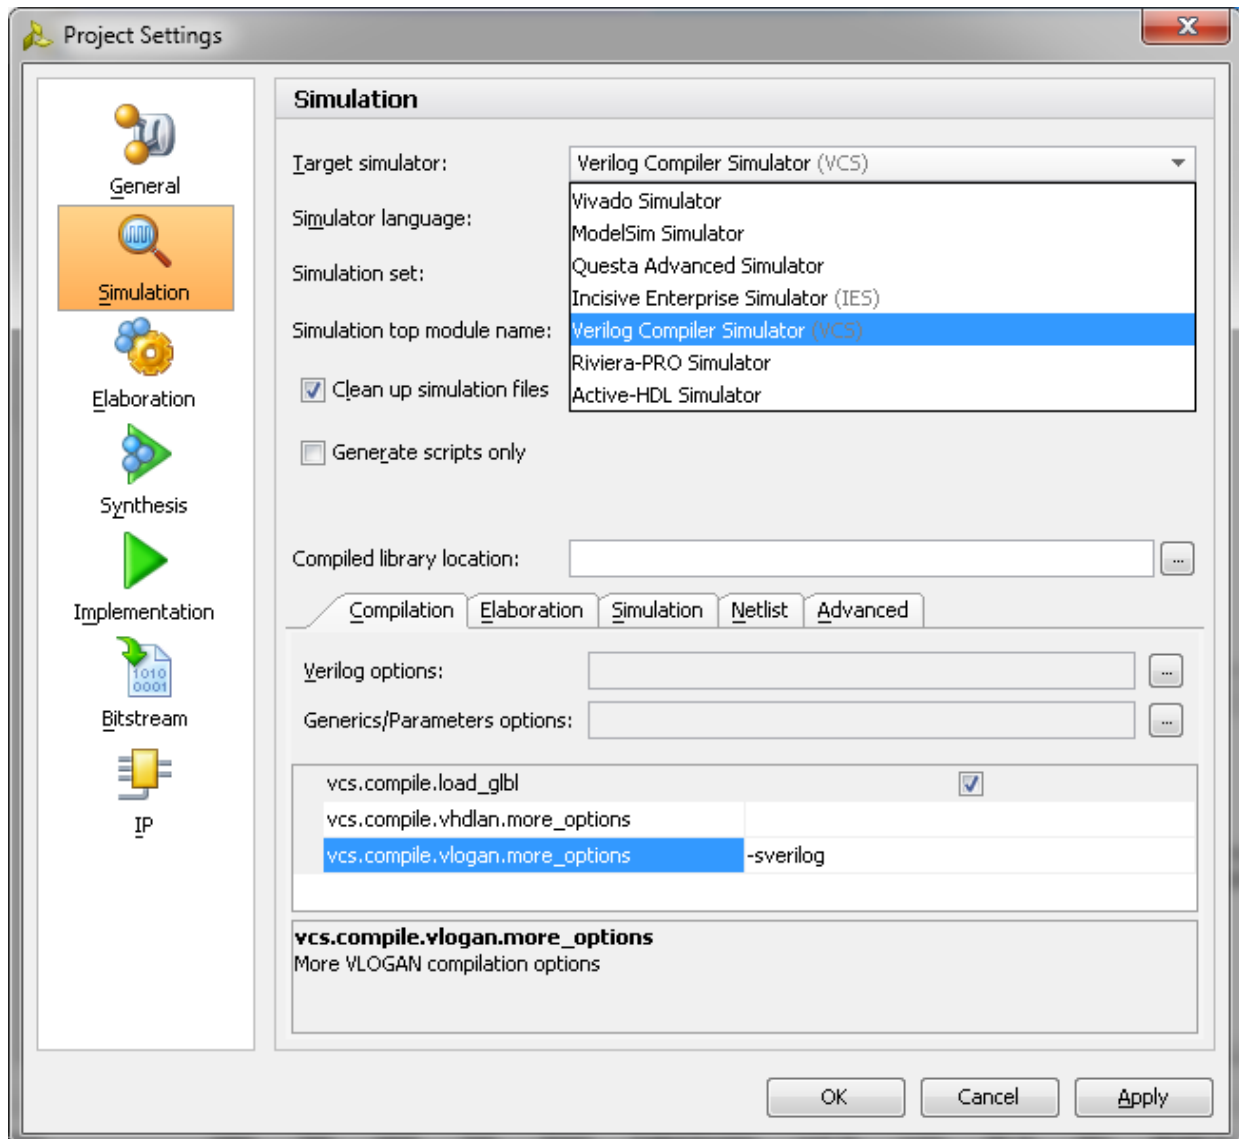 Project Settings
General
Simulation
Elaboration
Synthesis
Implementation
1010
0001
Bitstream
IP
Simulation
Target simulator: Verilog Compiler Simulator (VCS)
Vivado Simulator
Simulator language:
ModelSim Simulator
Questa Advanced Simulator
Simulation set:
Incisive Enterprise Simulator (IES)
Simulation top module name: Verilog Compiler Simulator (VCS)
Riviera-PRO Simulator
Clean up simulation files
Active-HDL Simulator
Generate scripts only
Compiled library location: ...
Compilation Elaboration Simulation Netlist Advanced
Verilog options: ...
Generics/Parameters options: ...
vcs.compile.load_glbl
vcs.compile.vhdlan.more_options
vcs.compile.vlogan.more_options -sverilog
vcs.compile.vlogan.more_options
More VLOGAN compilation options
OK Cancel Apply